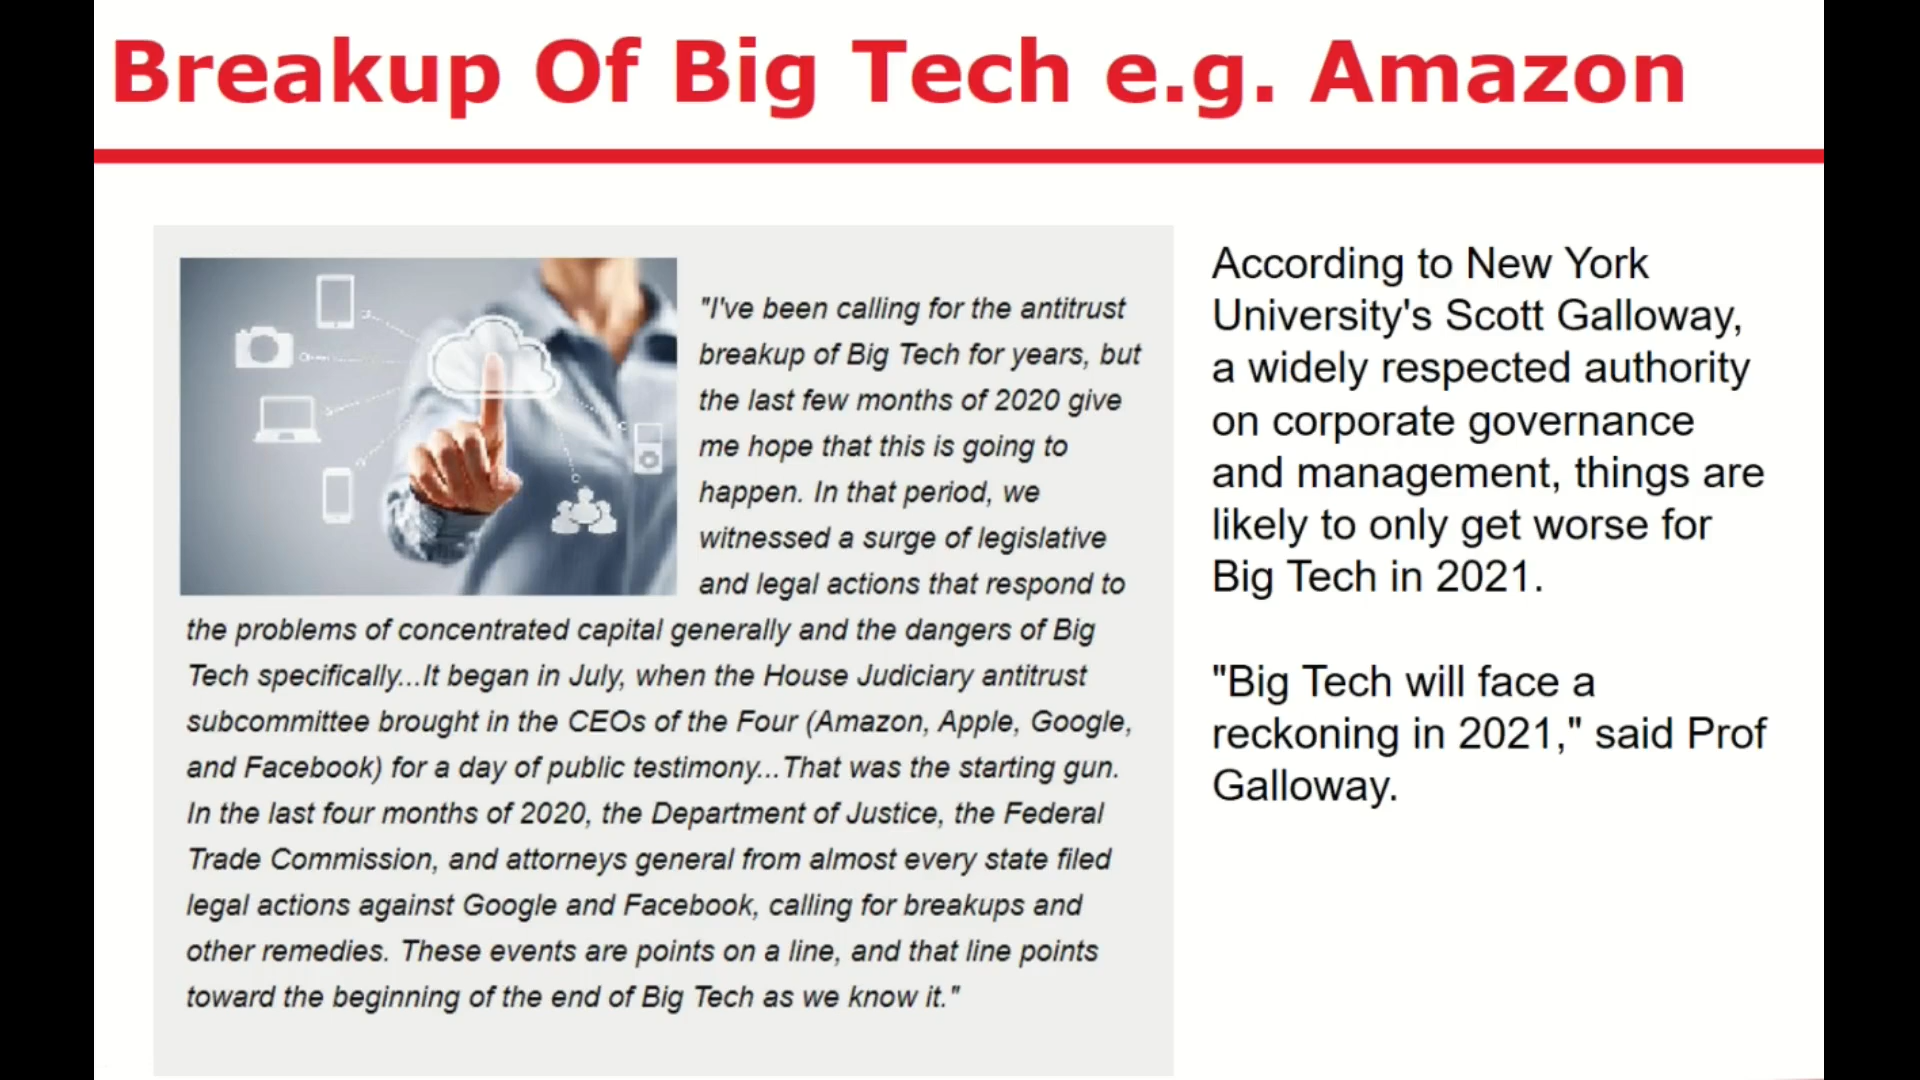 Breakup Of Big Tech e.g. Amazon
"I've been calling for the antitrust
breakup of Big Tech for years, but
the last few months of 2020 give
me hope that this is going to
happen. In that period, we
witnessed a surge of legislative
and legal actions that respond to
the problems of concentrated capital generally and the dangers of Big
Tech specifically...It began in July, when the House Judiciary antitrust
subcommittee brought in the CEOs of the Four (Amazon, Apple, Google,
and Facebook) for a day of public testimony...That was the starting gun.
In the last four months of 2020, the Department of Justice, the Federal
Trade Commission, and attorneys general from almost every state filed
legal actions against Google and Facebook, calling for breakups and
other remedies. These events are points on a line, and that line points
toward the beginning of the end of Big Tech as we know it."
According to New York
University's Scott Galloway,
a widely respected authority
on corporate governance
and management, things are
likely to only get worse for
Big Tech in 2021.
"Big Tech will face a
reckoning in 2021," said Prof
Galloway.